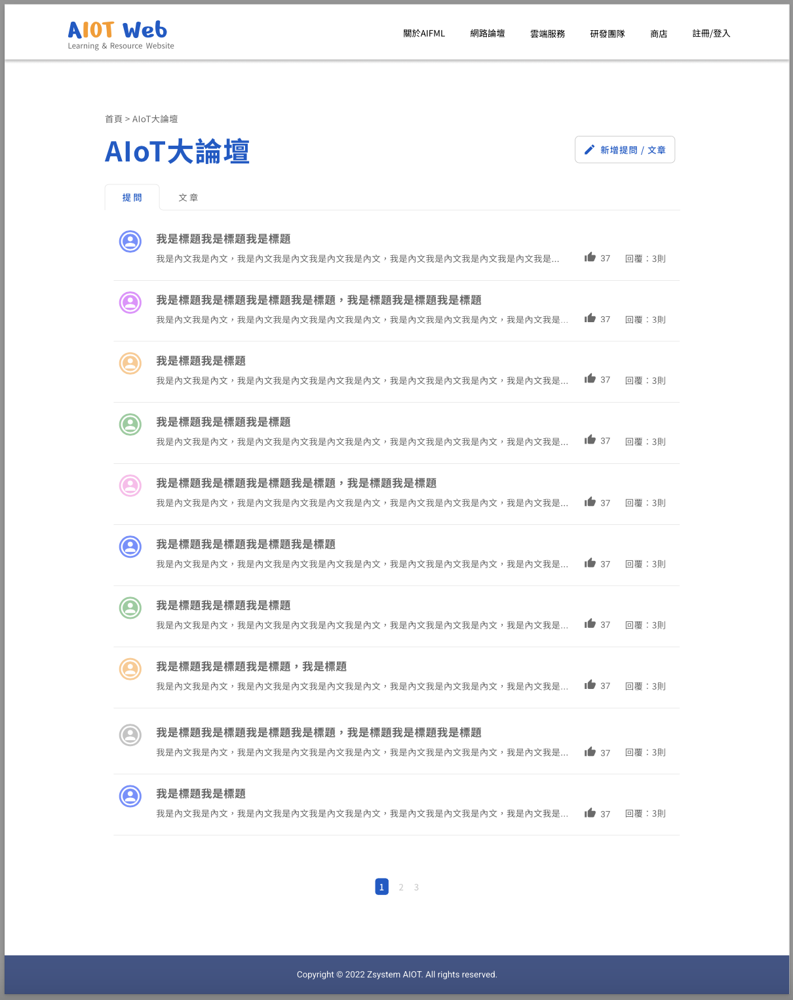 AIOT Web
Learning & Resource Website
關於AIFML 網路論壇 雲端服務 研發團隊 商店 註冊/登入
首頁 > AIoT大論壇
AIoT大論壇
新增提問 / 文章
提問 文章
我是標題我是標題我是標題
我是內文我是內文，我是內文我是內文我是內文我是內文，我是內文我是內文我是內文我是內文我是... 37 回覆：3則
我是標題我是標題我是標題我是標題，我是標題我是標題我是標題
我是內文我是內文，我是內文我是內文我是內文我是內文，我是內文我是內文我是內文，我是內文我是... 37 回覆：3則
我是標題我是標題
我是內文我是內文，我是內文我是內文我是內文我是內文，我是內文我是內文我是內文，我是內文我是... 37 回覆：3則
我是標題我是標題我是標題
我是內文我是內文，我是內文我是內文我是內文我是內文，我是內文我是內文我是內文，我是內文我是... 37 回覆：3則
我是標題我是標題我是標題我是標題，我是標題我是標題
我是內文我是內文，我是內文我是內文我是內文我是內文，我是內文我是內文我是內文，我是內文我是... 37 回覆：3則
我是標題我是標題我是標題我是標題
我是內文我是內文，我是內文我是內文我是內文我是內文，我是內文我是內文我是內文，我是內文我是... 37 回覆：3則
我是標題我是標題我是標題
我是內文我是內文，我是內文我是內文我是內文我是內文，我是內文我是內文我是內文，我是內文我是... 37 回覆：3則
我是標題我是標題我是標題，我是標題
我是內文我是內文，我是內文我是內文我是內文我是內文，我是內文我是內文我是內文，我是內文我是... 37 回覆：3則
我是標題我是標題我是標題我是標題，我是標題我是標題我是標題
我是內文我是內文，我是內文我是內文我是內文我是內文，我是內文我是內文我是內文，我是內文我是... 37 回覆：3則
我是標題我是標題
我是內文我是內文，我是內文我是內文我是內文我是內文，我是內文我是內文我是內文，我是內文我是... 37 回覆：3則
1 2 3
Copyright © 2022 Zsystem AIOT. All rights reserved.